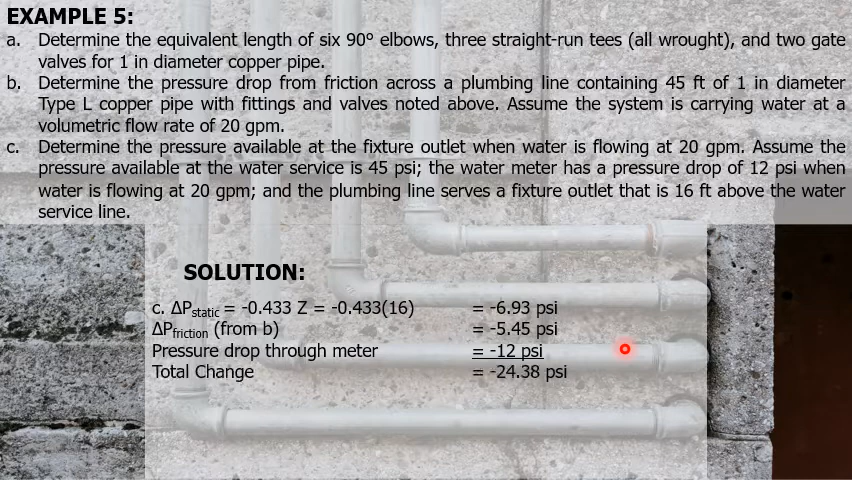 EXAMPLE 5:
a. Determine the equivalent length of six 90º elbows, three straight-run tees (all wrought), and two gate
valves for 1 in diameter copper pipe.
b. Determine the pressure drop from friction across a plumbing line containing 45 ft of 1 in diameter
Type L copper pipe with fittings and valves noted above. Assume the system is carrying water at a
volumetric flow rate of 20 gpm.
c. Determine the pressure available at the fixture outlet when water is flowing at 20 gpm. Assume the
pressure available at the water service is 45 psi; the water meter has a pressure drop of 12 psi when
water is flowing at 20 gpm; and the plumbing line serves a fixture outlet that is 16 ft above the water
service line.
SOLUTION:
c. ΔPstatic = -0.433 Z = -0.433(16) = -6.93 psi
ΔPfriction (from b) = -5.45 psi
Pressure drop through meter = -12 psi
Total Change = -24.38 psi